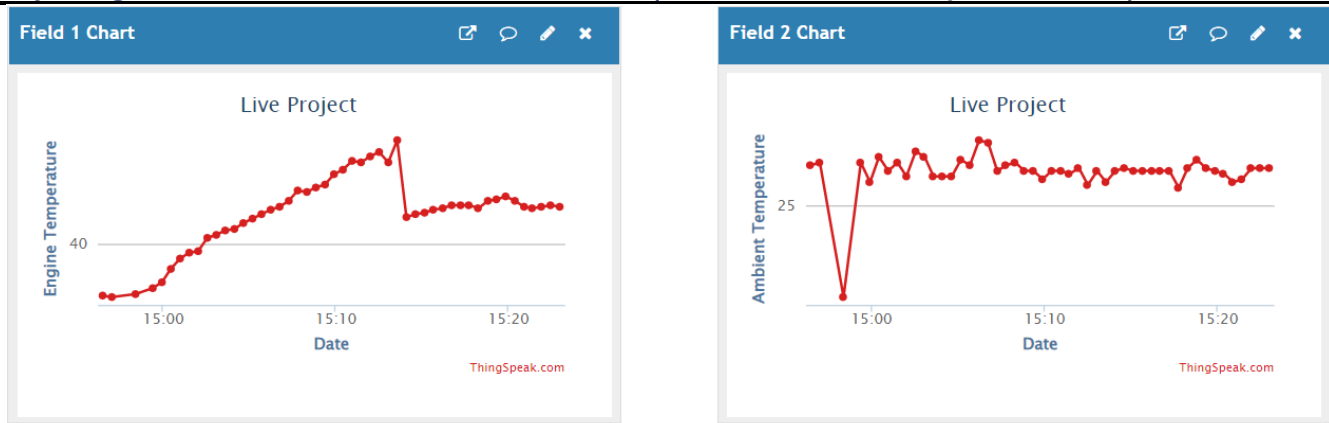 Field 1 Chart
Live Project
Engine Temperature
40
15:00
15:10
15:20
Date
ThingSpeak.com
Field 2 Chart
Live Project
Ambient Temperature
25
15:00
15:10
15:20
Date
ThingSpeak.com